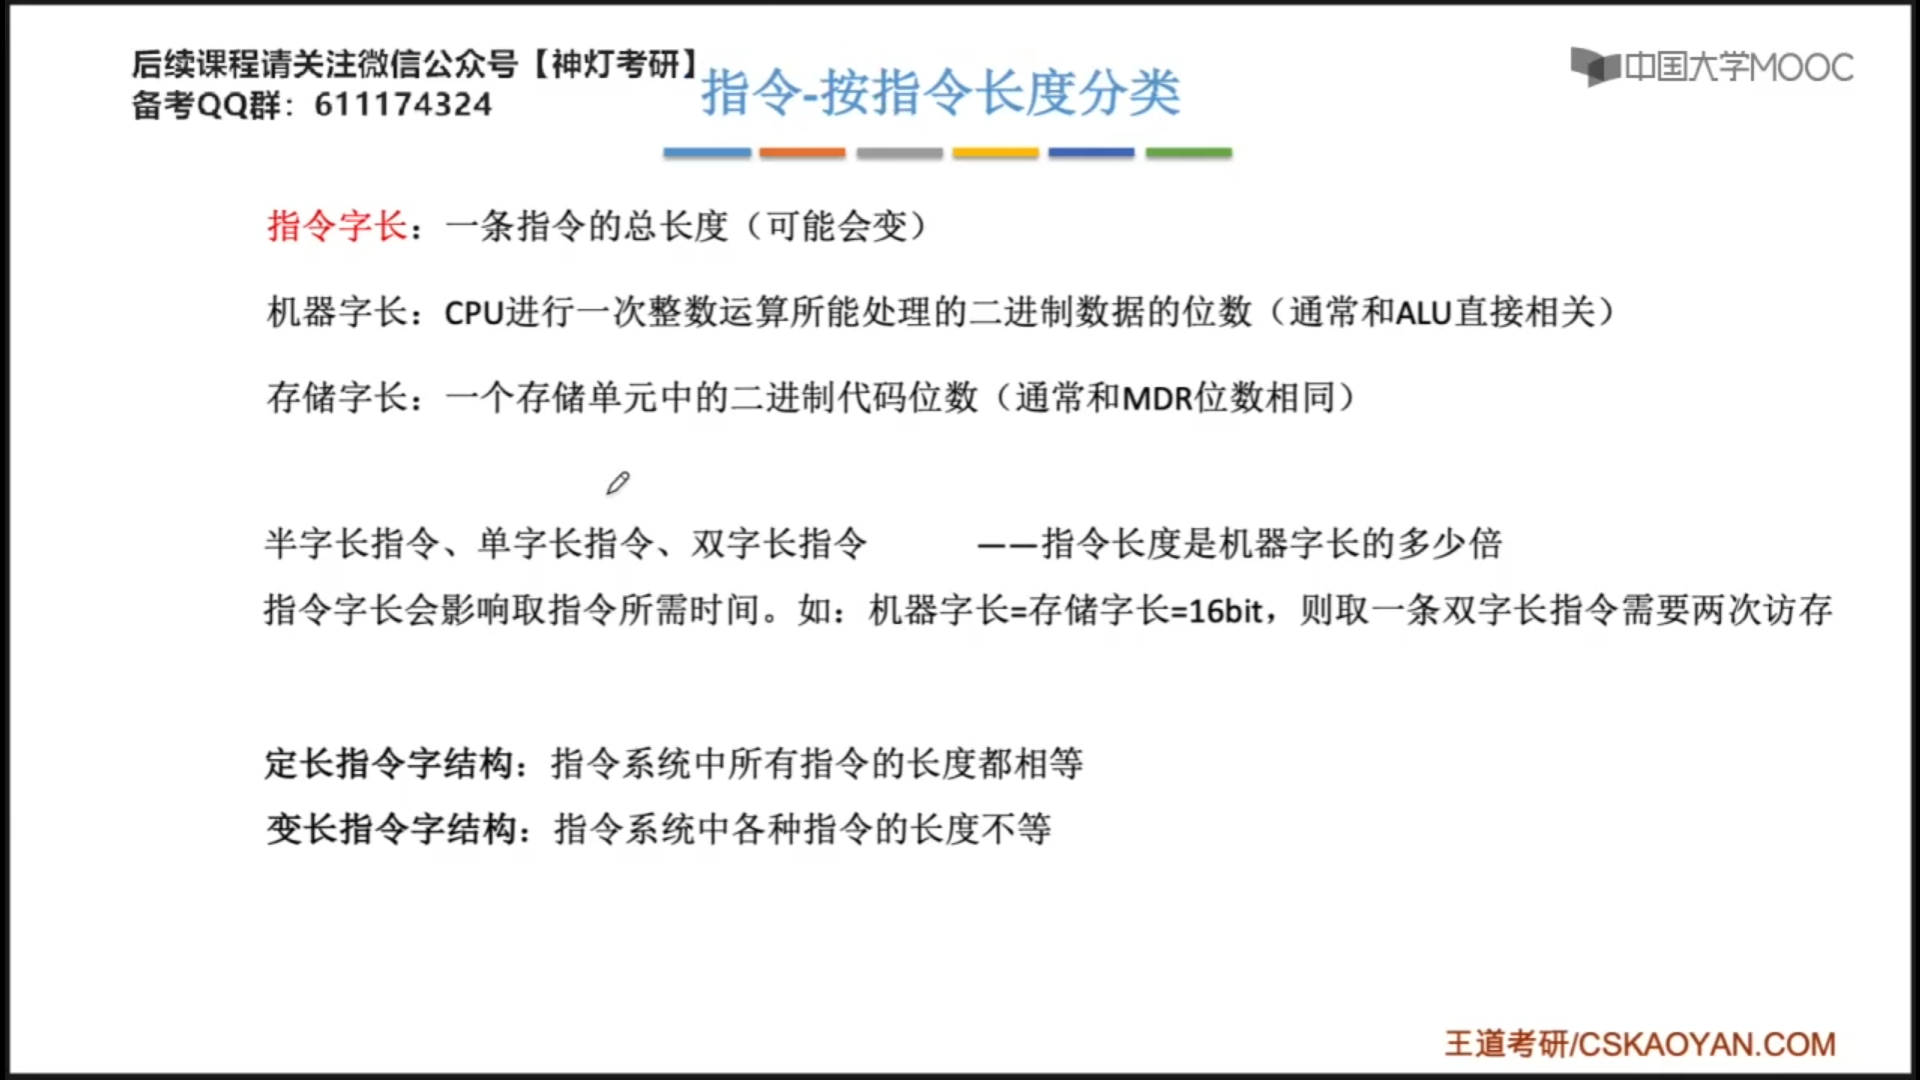 后续课程请关注微信公众号【神灯考研】
备考QQ群：611174324
指令-按指令长度分类
中国大学MOOC
指令字长：一条指令的总长度（可能会变）
机器字长：CPU进行一次整数运算所能处理的二进制数据的位数（通常和ALU直接相关）
存储字长：一个存储单元中的二进制代码位数（通常和MDR位数相同）
半字长指令、单字长指令、双字长指令 ——指令长度是机器字长的多少倍
指令字长会影响取指令所需时间。如：机器字长=存储字长=16bit，则取一条双字长指令需要两次访存
定长指令字结构：指令系统中所有指令的长度都相等
变长指令字结构：指令系统中各种指令的长度不等
王道考研/CSKAOYAN.COM